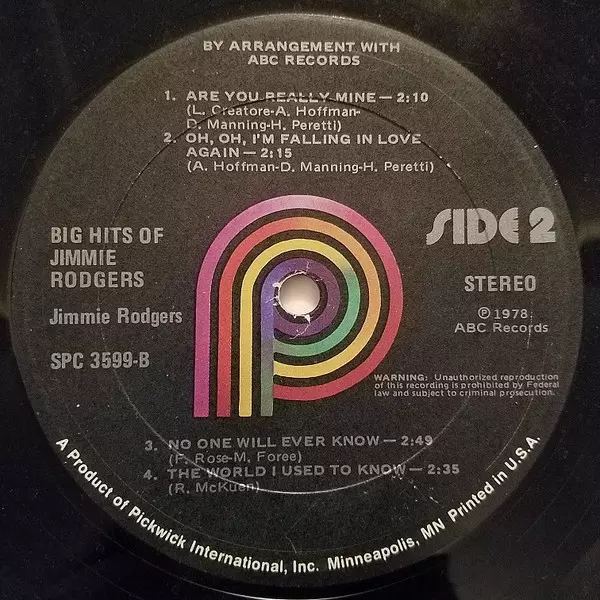 BY ARRANGEMENT WITH
ABC RECORDS
1. ARE YOU REALLY MINE — 2:10
(L. Creatore-A. Hoffman-
D. Manning-H. Peretti)
2. OH, OH, I'M FALLING IN LOVE
AGAIN — 2:15
(A. Hoffman-D. Manning-H. Peretti)
BIG HITS OF
JIMMIE
RODGERS
Jimmie Rodgers
SPC 3599-B
SIDE 2
STEREO
℗ 1978
ABC Records
WARNING: Unauthorized reproduction
of this recording is prohibited by Federal
law and subject to criminal prosecution.
3. NO ONE WILL EVER KNOW — 2:49
(F. Rose-M. Foree)
4. THE WORLD I USED TO KNOW — 2:35
(R. McKuen)
A Product of Pickwick International, Inc. Minneapolis, MN Printed in U.S.A.